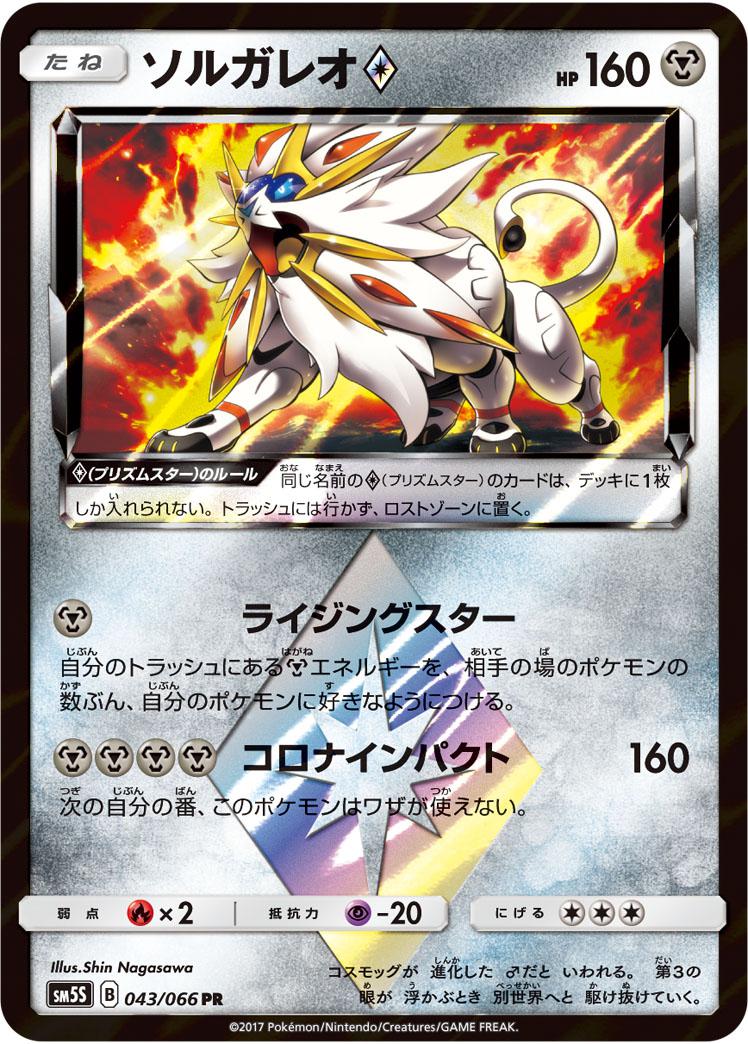 たね ソルガレオ HP 160
(プリズムスター)のルール 同じ名前の(プリズムスター)のカードは、デッキに1枚
しか入れられない。トラッシュには行かず、ロストゾーンに置く。
ライジングスター
自分のトラッシュにあるエネルギーを、相手の場のポケモンの
数ぶん、自分のポケモンに好きなようにつける。
コロナインパクト 160
次の自分の番、このポケモンはワザが使えない。
弱点 ×2 抵抗力 -20 にげる
Illus.Shin Nagasawa
コスモッグが 進化した ♂だと いわれる。 第3の
眼が 浮かぶとき 別世界へと 駆け抜けていく。
SM5S B 043/066 PR
©2017 Pokémon/Nintendo/Creatures/GAME FREAK.